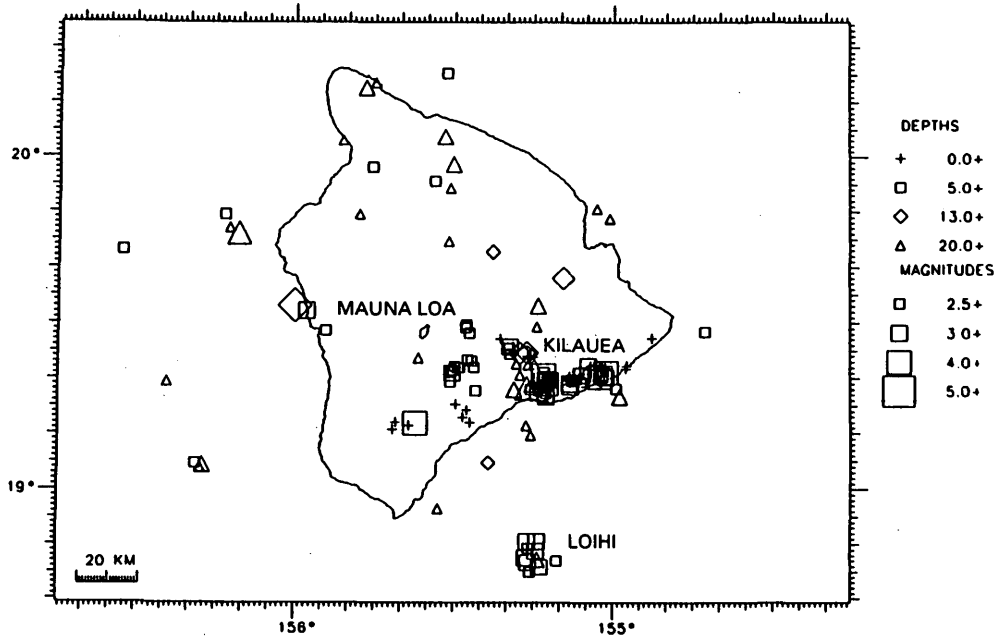 20°
19°
156°
155°
20 KM
MAUNA LOA
KILAUEA
LOIHI
DEPTHS
0.0+
5.0+
13.0+
20.0+
MAGNITUDES
2.5+
3.0+
4.0+
5.0+